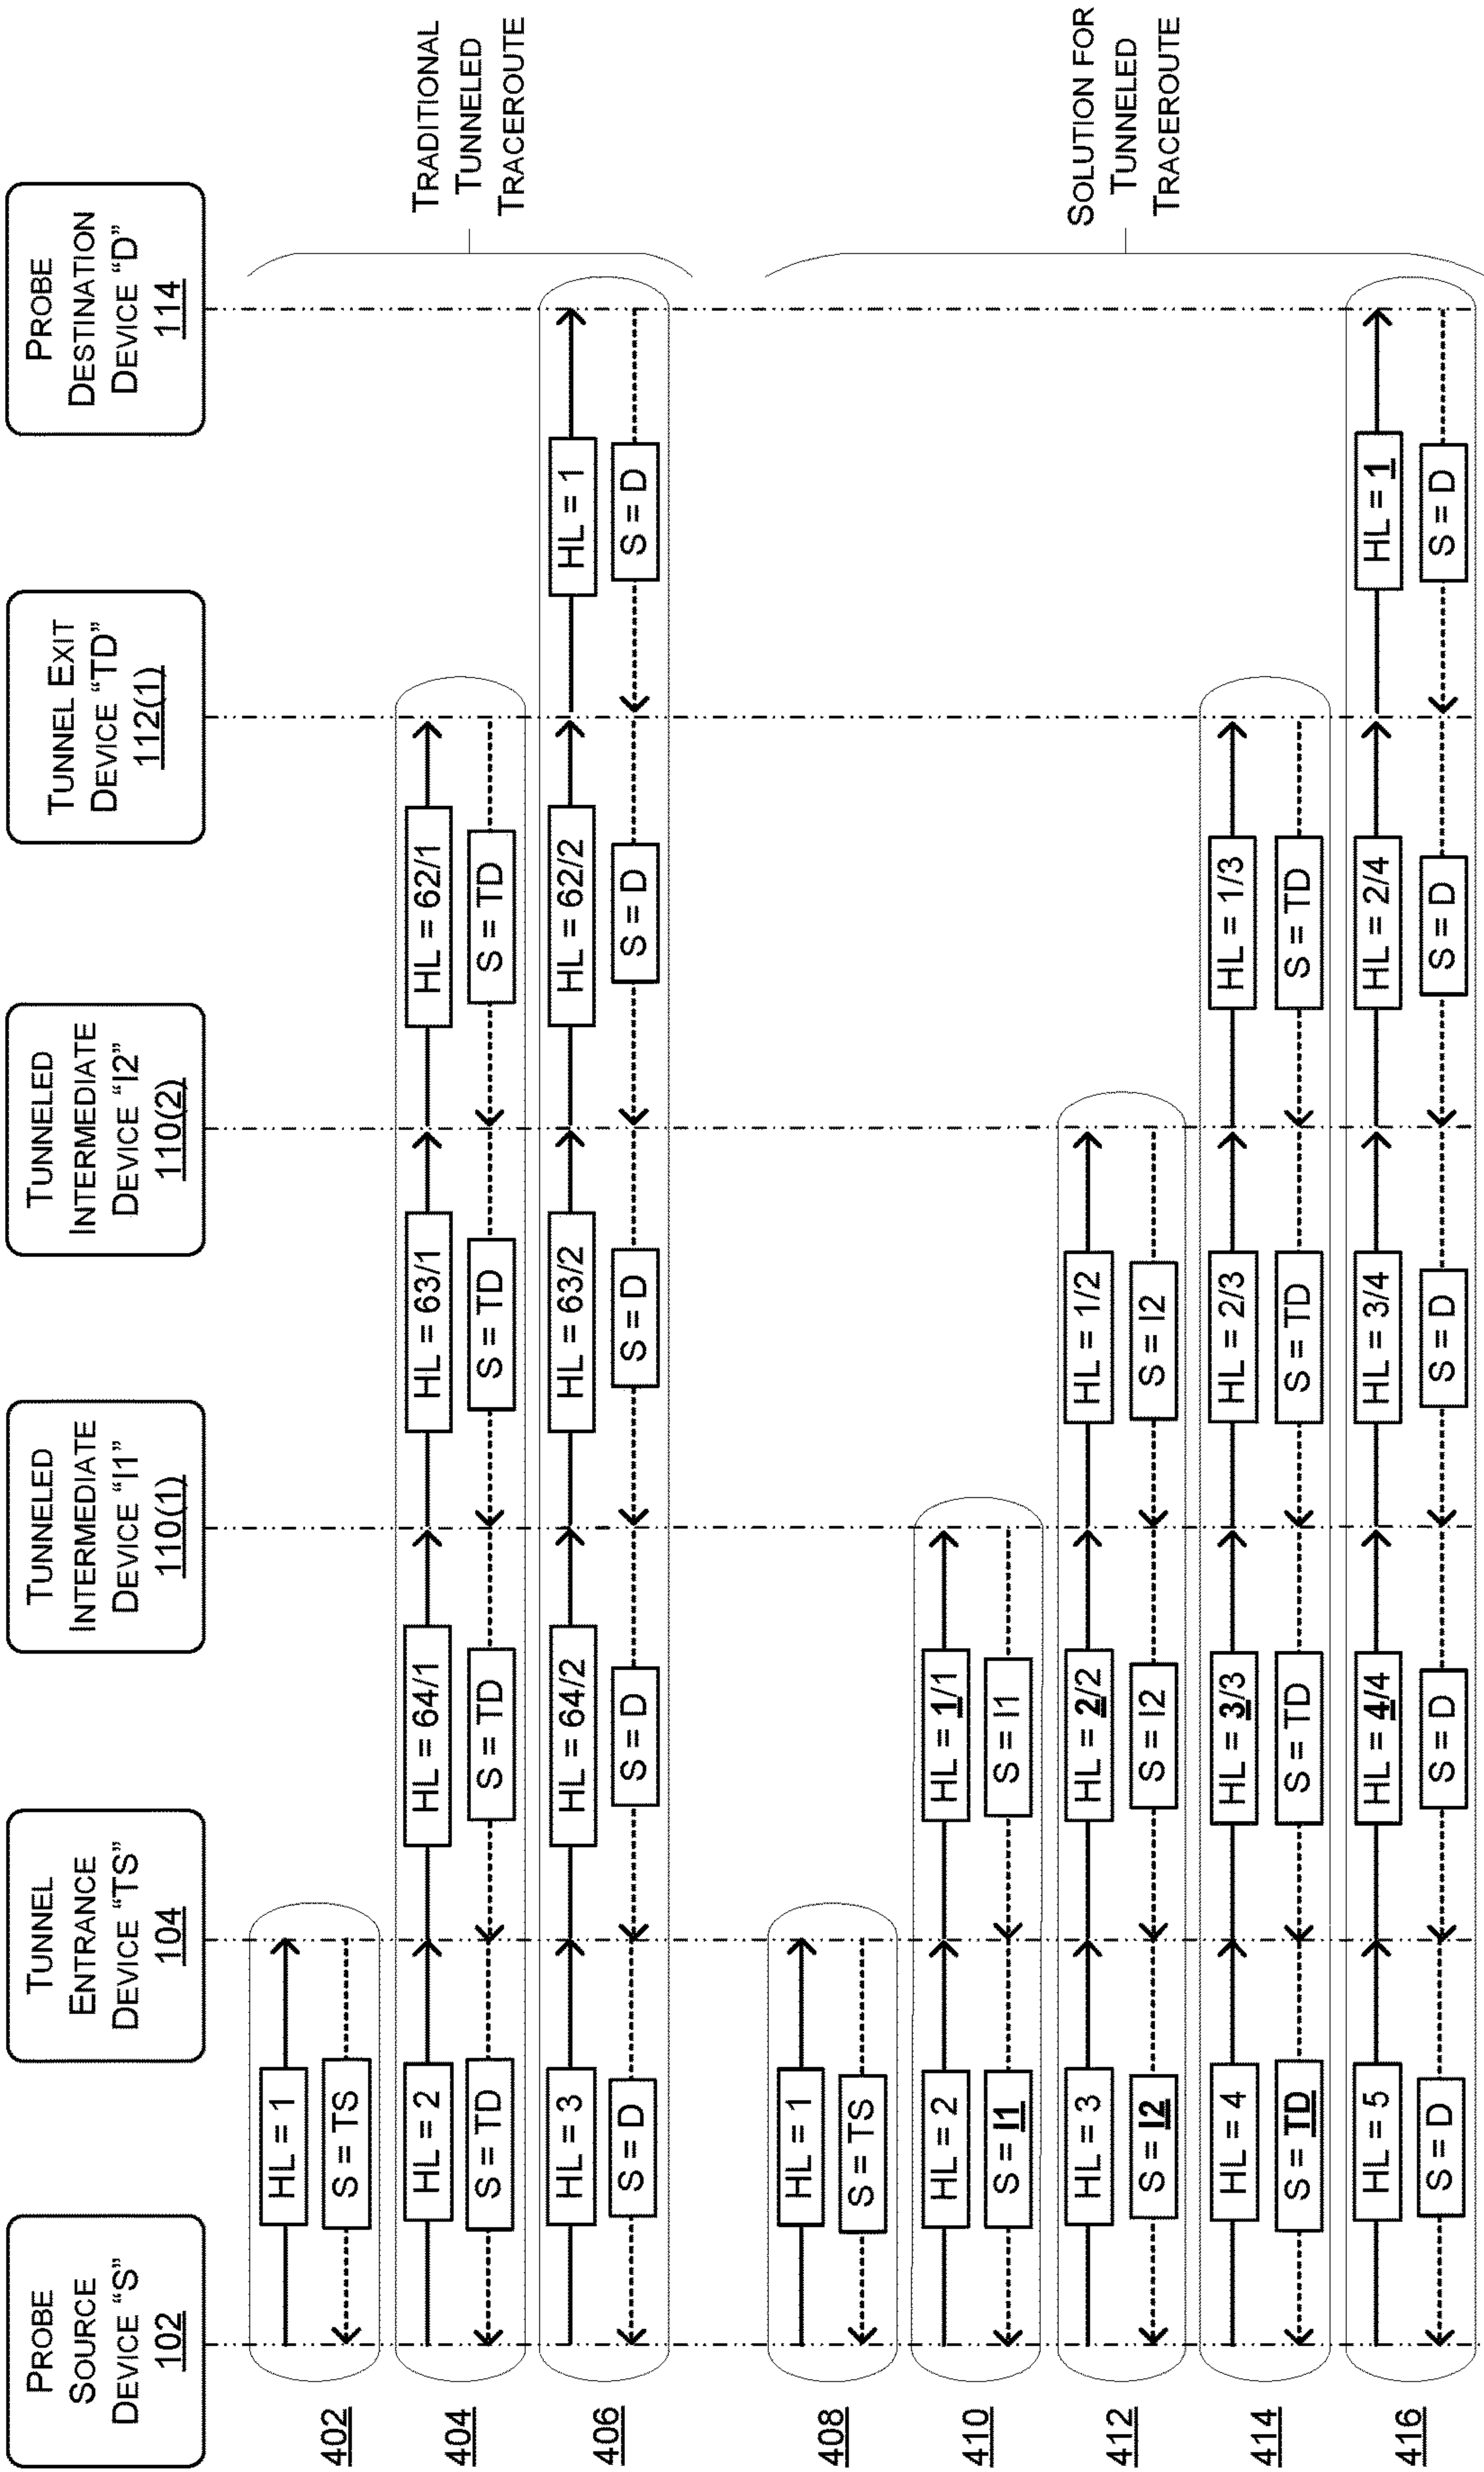 PROBE
SOURCE
DEVICE “S”
102
TUNNEL
ENTRANCE
DEVICE “TS”
104
TUNNELED
INTERMEDIATE
DEVICE “I1”
110(1)
TUNNELED
INTERMEDIATE
DEVICE “I2”
110(2)
TUNNEL EXIT
DEVICE “TD”
112(1)
PROBE
DESTINATION
DEVICE “D”
114
402
HL = 1
S = TS
404
HL = 2
HL = 64/1
HL = 63/1
HL = 62/1
S = TD
S = TD
S = TD
S = TD
406
HL = 3
HL = 64/2
HL = 63/2
HL = 62/2
HL = 1
S = D
S = D
S = D
S = D
S = D
TRADITIONAL
TUNNELED
TRACEROUTE
408
HL = 1
S = TS
410
HL = 2
HL = 1/1
S = I1
S = I1
412
HL = 3
HL = 2/2
HL = 1/2
S = I2
S = I2
S = I2
414
HL = 4
HL = 3/3
HL = 2/3
HL = 1/3
S = TD
S = TD
S = TD
S = TD
416
HL = 5
HL = 4/4
HL = 3/4
HL = 2/4
HL = 1
S = D
S = D
S = D
S = D
S = D
SOLUTION FOR
TUNNELED
TRACEROUTE